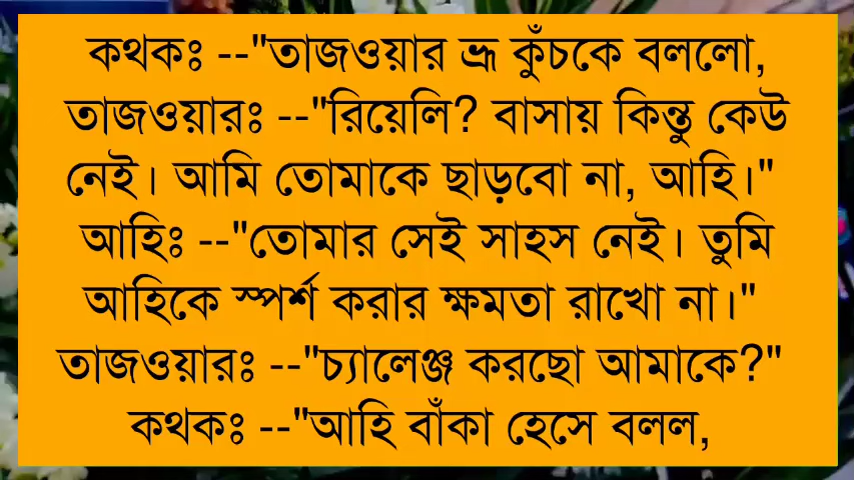 কথকঃ --"তাজওয়ার ভ্রূ কুঁচকে বললো,
তাজওয়ারঃ --"রিয়েলি? বাসায় কিন্তু কেউ
নেই। আমি তোমাকে ছাড়বো না, আহি।"
আহিঃ --"তোমার সেই সাহস নেই। তুমি
আহিকে স্পর্শ করার ক্ষমতা রাখো না।"
তাজওয়ারঃ --"চ্যালেঞ্জ করছো আমাকে?"
কথকঃ --"আহি বাঁকা হেসে বলল,